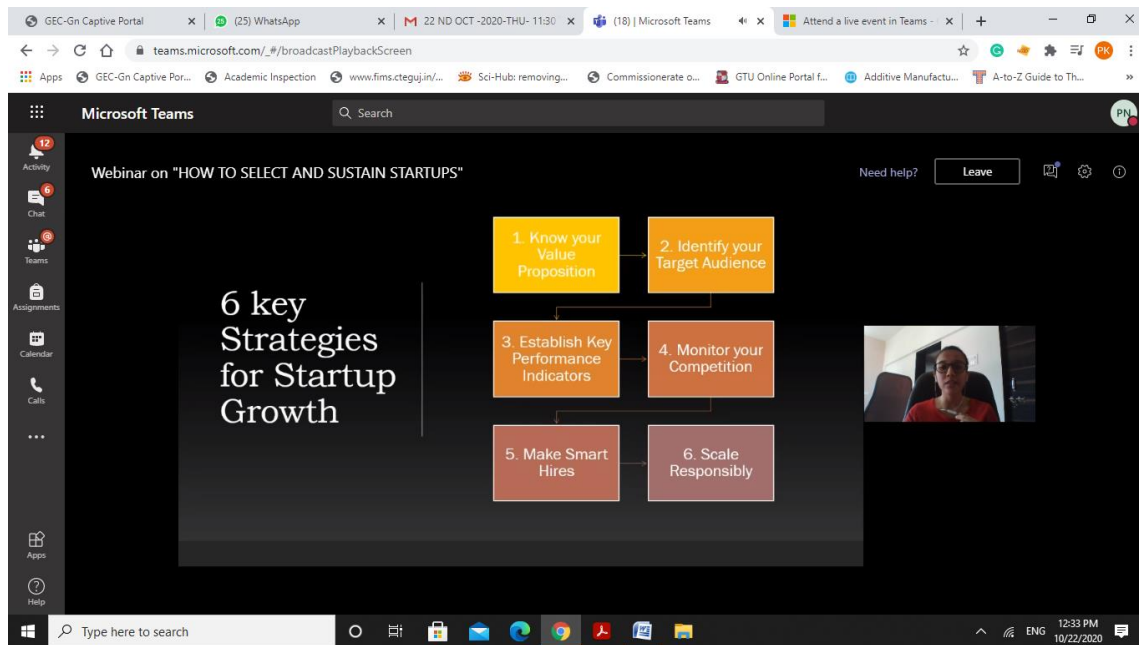 GEC-Gn Captive Portal
(25) WhatsApp
22 ND OCT -2020-THU- 11:30
(18) | Microsoft Teams
Attend a live event in Teams -
teams.microsoft.com/_#/broadcastPlaybackScreen
PK
Apps
GEC-Gn Captive Por...
Academic Inspection
www.fims.cteguj.in/...
Sci-Hub: removing...
Commissionerate o...
GTU Online Portal f...
Additive Manufactu...
A-to-Z Guide to Th...
»
Microsoft Teams
Search
PN
12
Activity
6
Chat
@
Teams
Assignments
Calendar
Calls
Apps
Help
Webinar on "HOW TO SELECT AND SUSTAIN STARTUPS"
Need help?
Leave
6 key
Strategies
for Startup
Growth
1. Know your
Value
Proposition
2. Identify your
Target Audience
3. Establish Key
Performance
Indicators
4. Monitor your
Competition
5. Make Smart
Hires
6. Scale
Responsibly
Type here to search
ENG
12:33 PM
10/22/2020